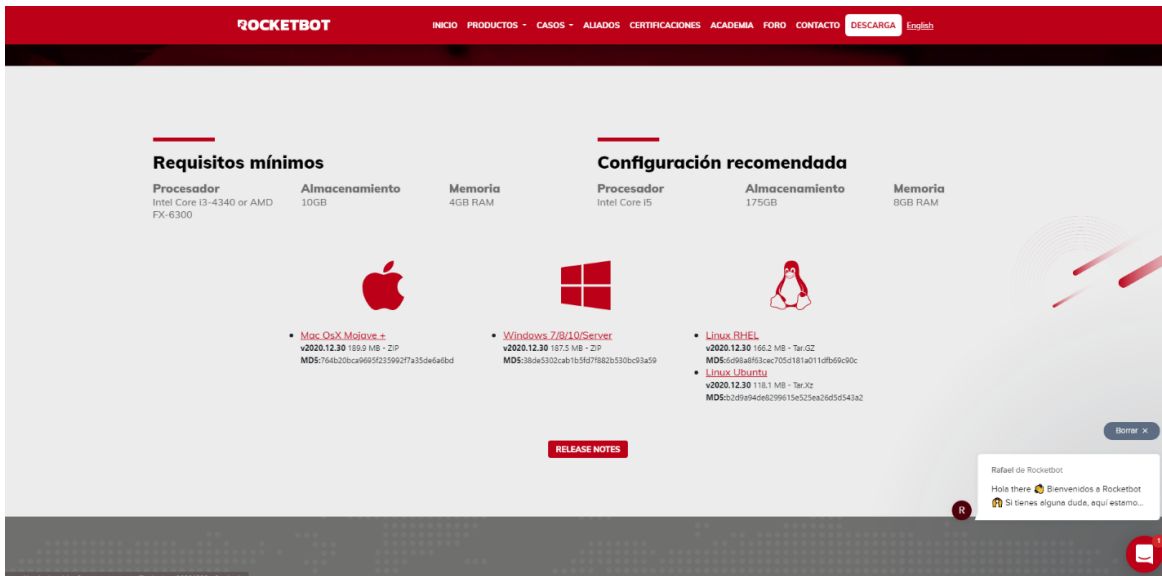 ROCKETBOT
INICIO PRODUCTOS CASOS ALIADOS CERTIFICACIONES ACADEMIA FORO CONTACTO DESCARGA English
Requisitos mínimos
Procesador Almacenamiento Memoria
Intel Core i3-4340 or AMD 10GB 4GB RAM
FX-6300
Configuración recomendada
Procesador Almacenamiento Memoria
Intel Core i5 175GB 8GB RAM
Mac OsX Mojave +
v2020.12.30 189.9 MB - ZIP
MD5:764b20bca9695f235992f7a35de6a6bd
Windows 7/8/10/Server
v2020.12.30 187.5 MB - ZIP
MD5:38de5302cab1b5fd7f882b530bc93a59
Linux RHEL
v2020.12.30 166.2 MB - Tar.GZ
MD5:6d98a8f63cec705d181a011dfb69c90c
Linux Ubuntu
v2020.12.30 118.1 MB - Tar.Xz
MD5:b2d9a94de8299615e525ea26d5d543a2
RELEASE NOTES
Borrar ×
Rafael de Rocketbot
Hola there 👋 Bienvenidos a Rocketbot
🙋 Si tienes alguna duda, aquí estamo...
R
1